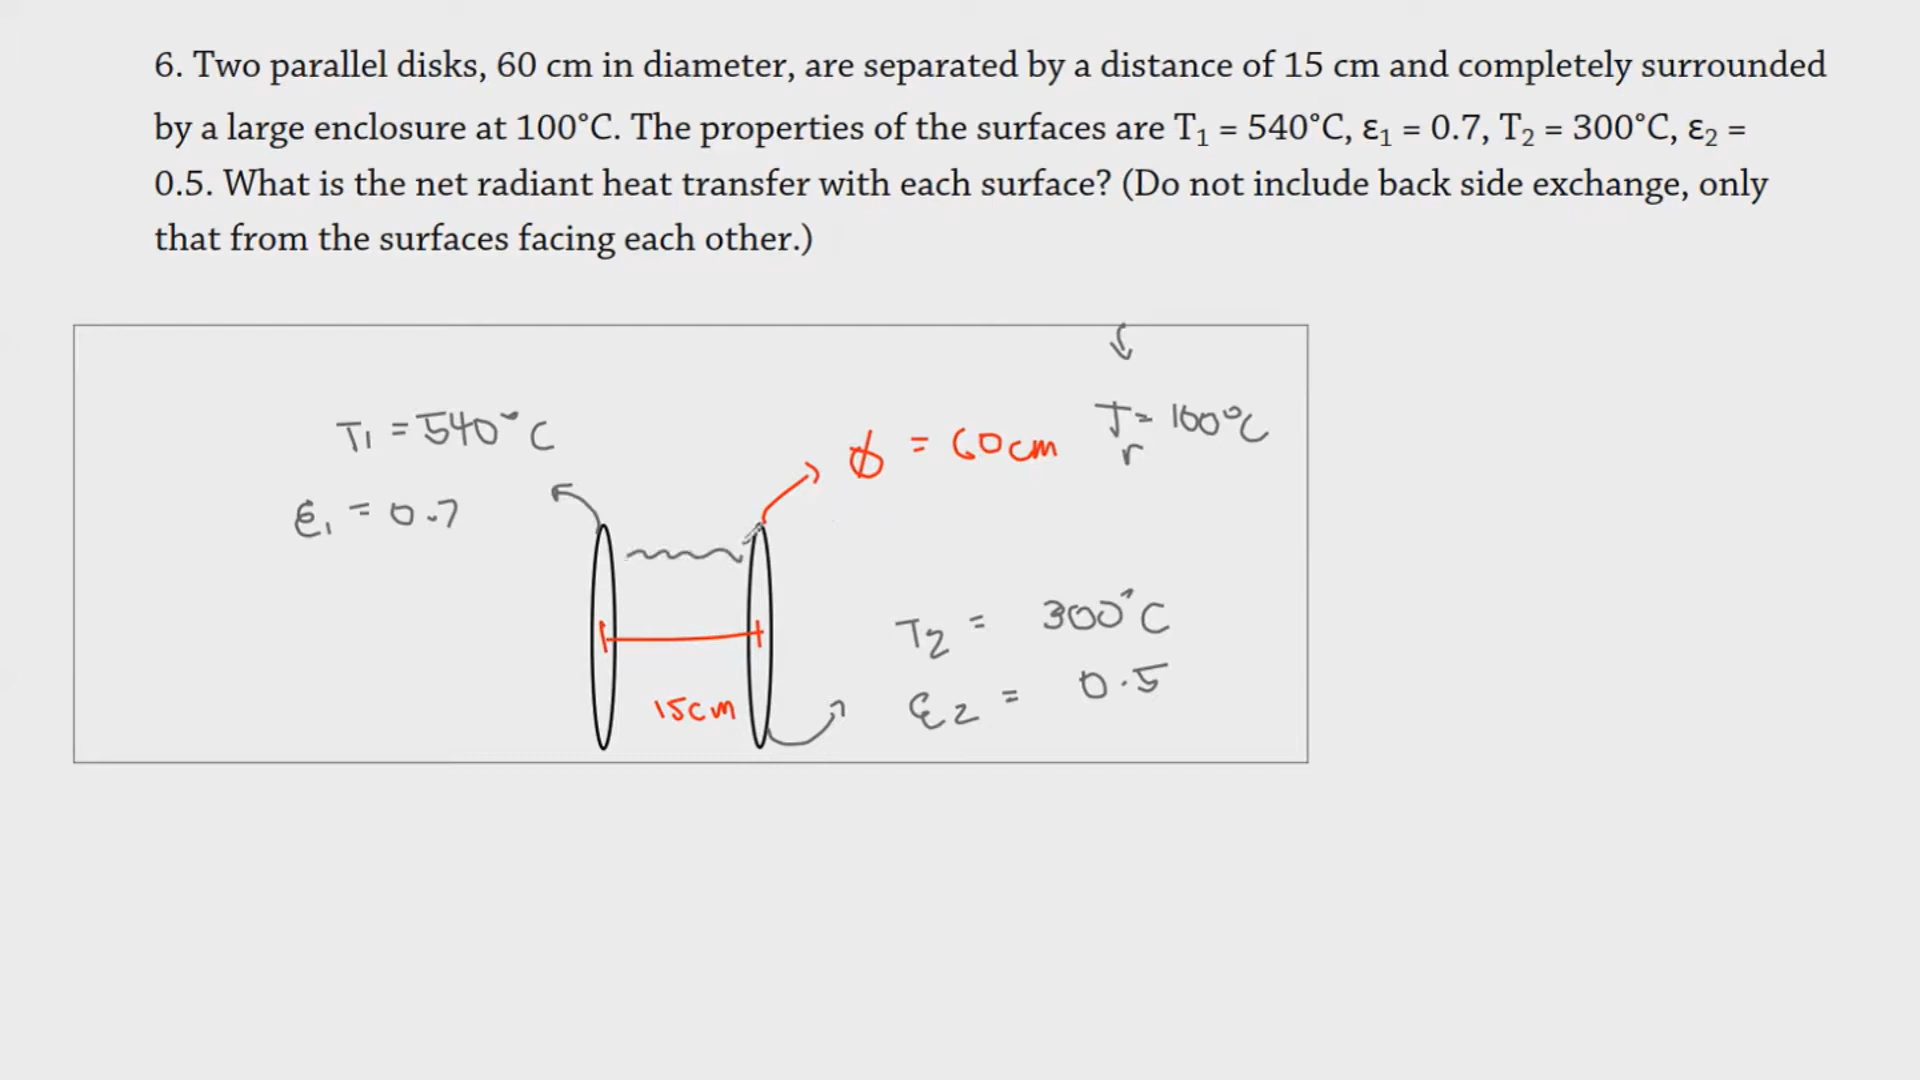 6. Two parallel disks, 60 cm in diameter, are separated by a distance of 15 cm and completely surrounded
by a large enclosure at 100°C. The properties of the surfaces are T₁ = 540°C, ε₁ = 0.7, T₂ = 300°C, ε₂ =
0.5. What is the net radiant heat transfer with each surface? (Do not include back side exchange, only
that from the surfaces facing each other.)
T₁ = 540°C
ε₁ = 0.7
ϕ = 60cm
Tr = 100°C
T₂ = 300°C
ε₂ = 0.5
15cm